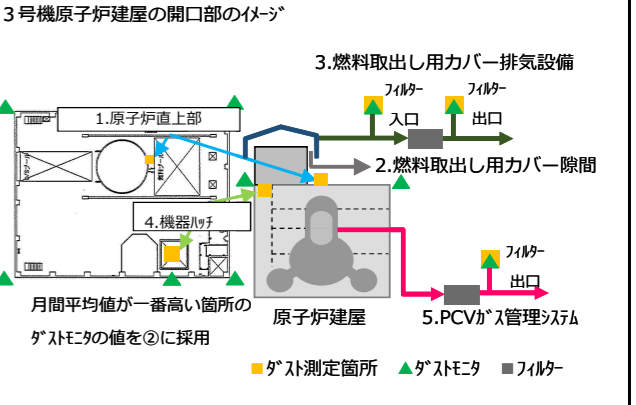 3号機原子炉建屋の開口部のｲﾒｰｼﾞ
3.燃料取出し用カバー排気設備
ﾌｨﾙﾀｰ
ﾌｨﾙﾀｰ
1.原子炉直上部
入口
出口
2.燃料取出し用カバー隙間
4.機器ﾊｯﾁ
ﾌｨﾙﾀｰ
出口
月間平均値が一番高い箇所の
ﾀﾞｽﾄﾓﾆﾀの値を②に採用
原子炉建屋
5.PCVｶﾞｽ管理ｼｽﾃﾑ
ﾀﾞｽﾄ測定箇所
ﾀﾞｽﾄﾓﾆﾀ
ﾌｨﾙﾀｰ